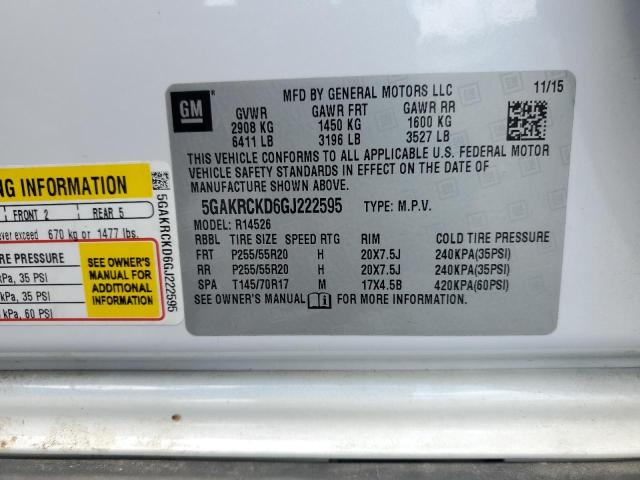 GM
MFD BY GENERAL MOTORS LLC
11/15
GVWR GAWR FRT GAWR RR
2908 KG 1450 KG 1600 KG
6411 LB 3196 LB 3527 LB
THIS VEHICLE CONFORMS TO ALL APPLICABLE U.S. FEDERAL MOTOR
VEHICLE SAFETY STANDARDS IN EFFECT ON THE DATE OF
MANUFACTURE SHOWN ABOVE.
5GAKRCKD6GJ222595 TYPE: M.P.V.
MODEL: R14526
RBBL TIRE SIZE SPEED RTG RIM COLD TIRE PRESSURE
FRT P255/55R20 H 20X7.5J 240KPA(35PSI)
RR P255/55R20 H 20X7.5J 240KPA(35PSI)
SPA T145/70R17 M 17X4.5B 420KPA(60PSI)
SEE OWNER'S MANUAL FOR MORE INFORMATION
INFORMATION
FRONT 2 REAR 5
exceed 670 kg or 1477 lbs.
PRESSURE
kPa, 35 PSI
kPa, 35 PSI
kPa, 60 PSI
SEE OWNER'S
MANUAL FOR
ADDITIONAL
INFORMATION
5GAKRCKD6GJ222595